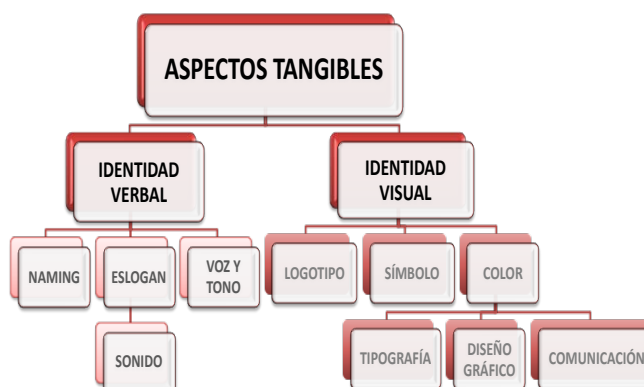 ASPECTOS TANGIBLES
IDENTIDAD
VERBAL
IDENTIDAD
VISUAL
NAMING
ESLOGAN
VOZ Y
TONO
LOGOTIPO
SÍMBOLO
COLOR
SONIDO
TIPOGRAFÍA
DISEÑO
GRÁFICO
COMUNICACIÓN